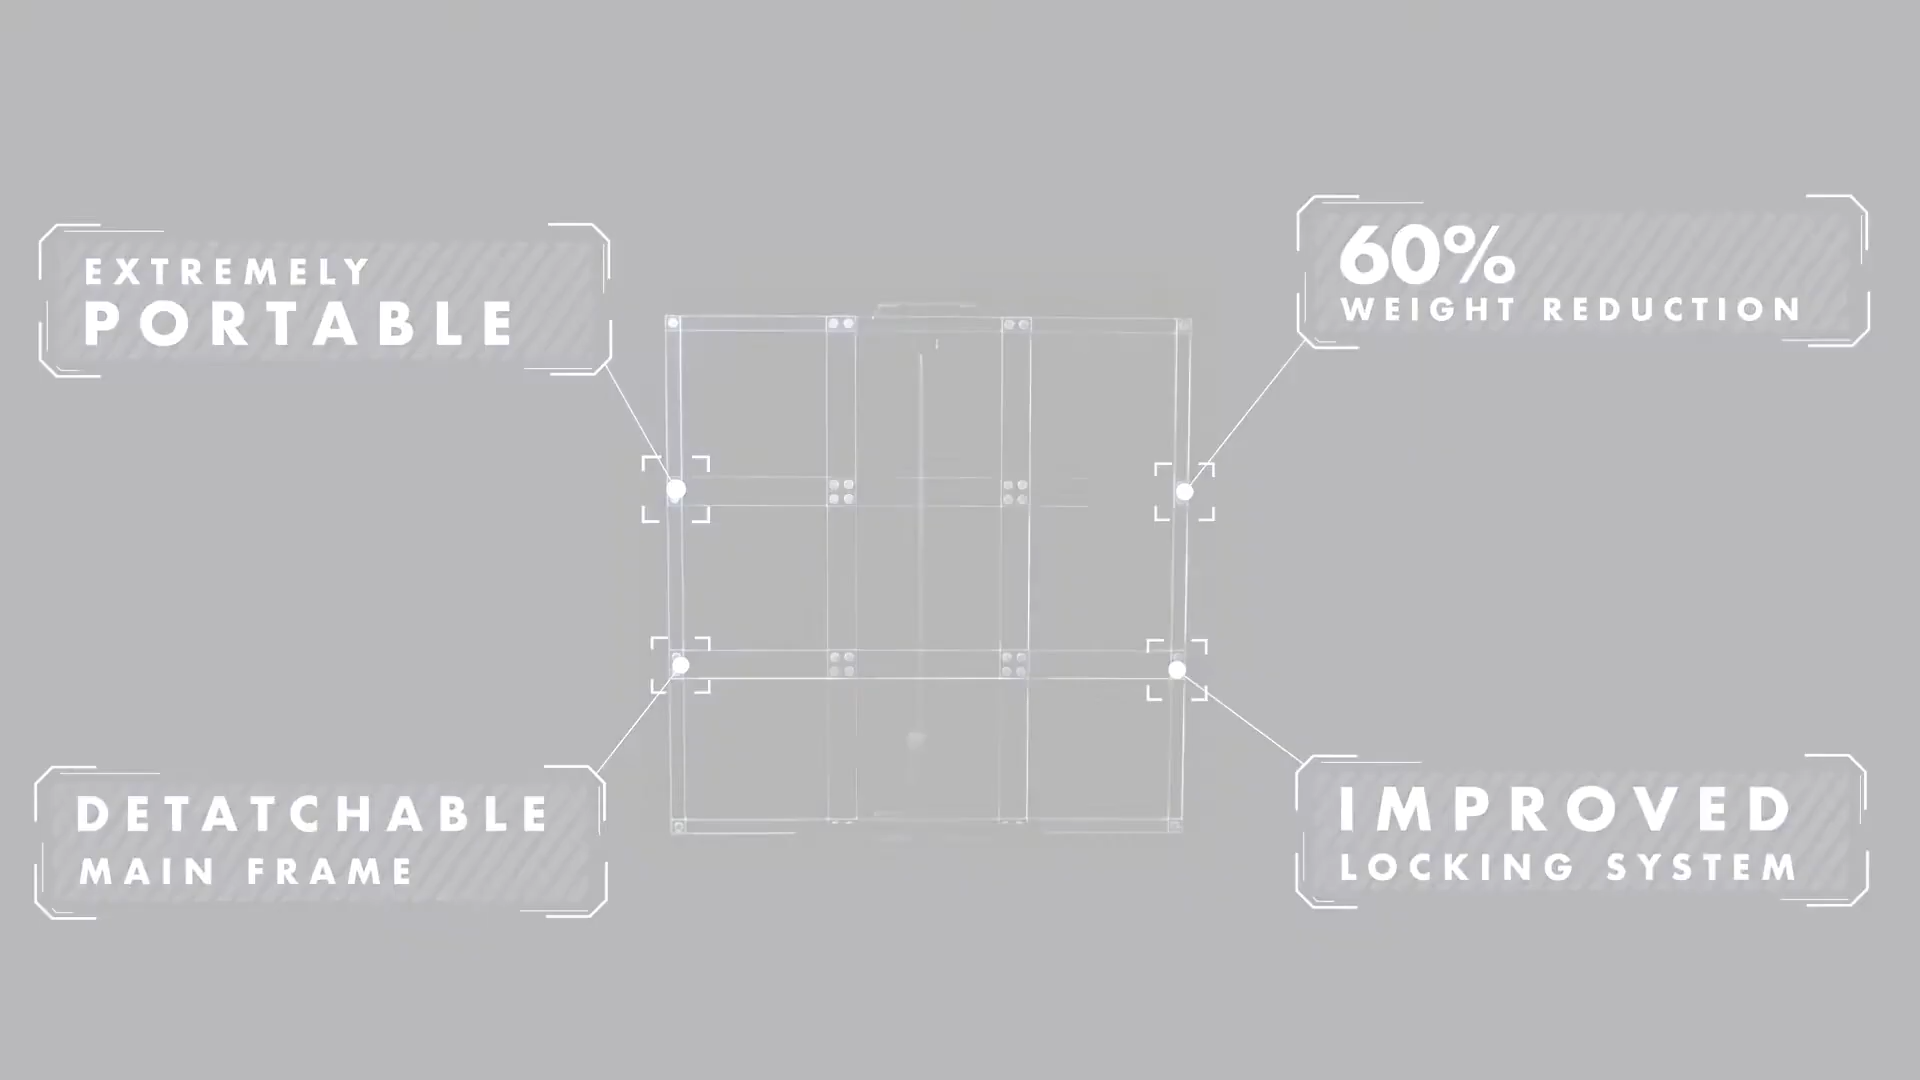 EXTREMELY
PORTABLE
60%
WEIGHT REDUCTION
DETATCHABLE
MAIN FRAME
IMPROVED
LOCKING SYSTEM